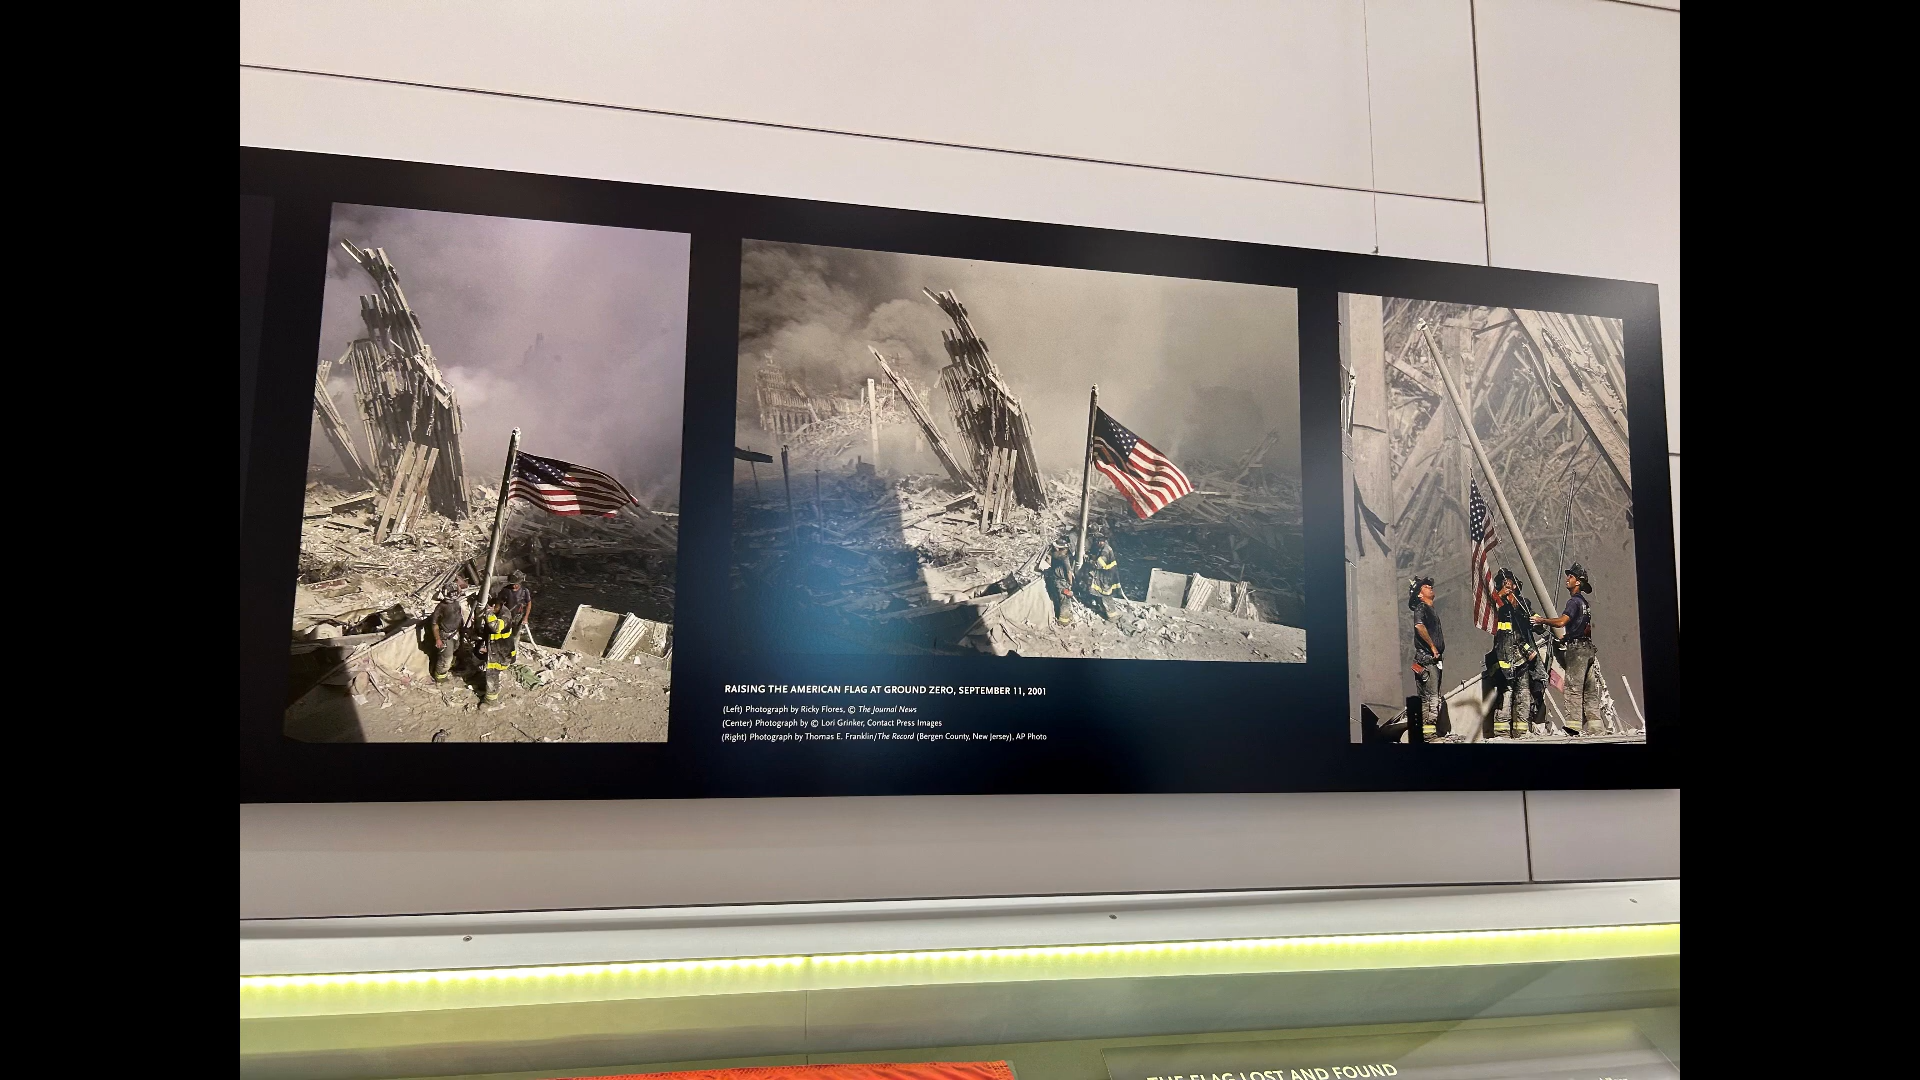 RAISING THE AMERICAN FLAG AT GROUND ZERO, SEPTEMBER 11, 2001
(Left) Photograph by Ricky Flores, © The Journal News
(Center) Photograph by © Lori Grinker, Contact Press Images
(Right) Photograph by Thomas E. Franklin/The Record (Bergen County, New Jersey), AP Photo
THE FLAG LOST AND FOUND